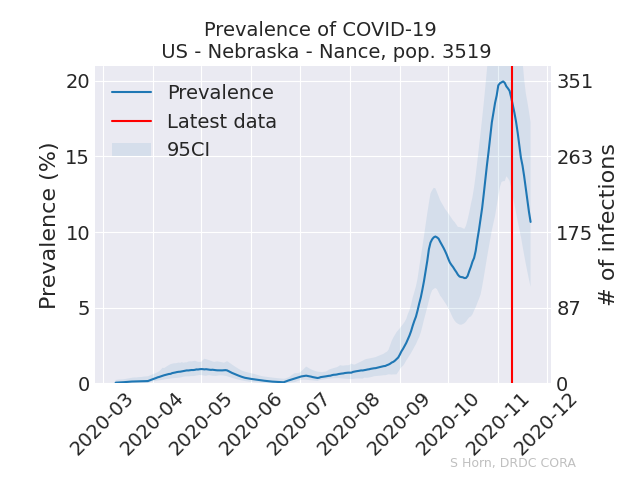 Prevalence of COVID-19
US - Nebraska - Nance, pop. 3519
Prevalence
Latest data
95CI
Prevalence (%)
20
15
10
5
0
351
263
175
87
0
# of infections
2020-03
2020-04
2020-05
2020-06
2020-07
2020-08
2020-09
2020-10
2020-11
2020-12
S Horn, DRDC CORA